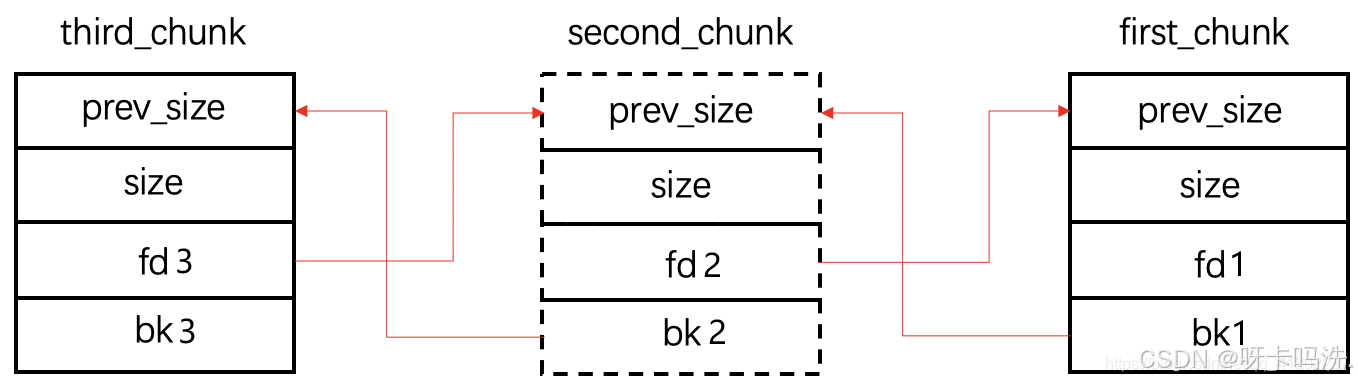 third_chunk
second_chunk
first_chunk
prev_size
size
fd 3
bk 3
prev_size
size
fd 2
bk 2
prev_size
size
fd1
bk1
CSDN @呀卡吗洗.